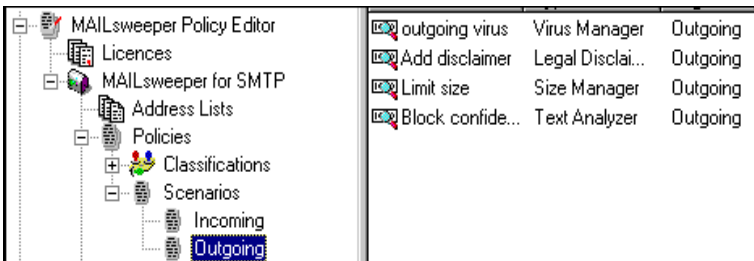 MAILsweeper Policy Editor
Licences
MAILsweeper for SMTP
Address Lists
Policies
Classifications
Scenarios
Incoming
Outgoing
outgoing virus Virus Manager Outgoing
Add disclaimer Legal Disclai... Outgoing
Limit size Size Manager Outgoing
Block confide... Text Analyzer Outgoing